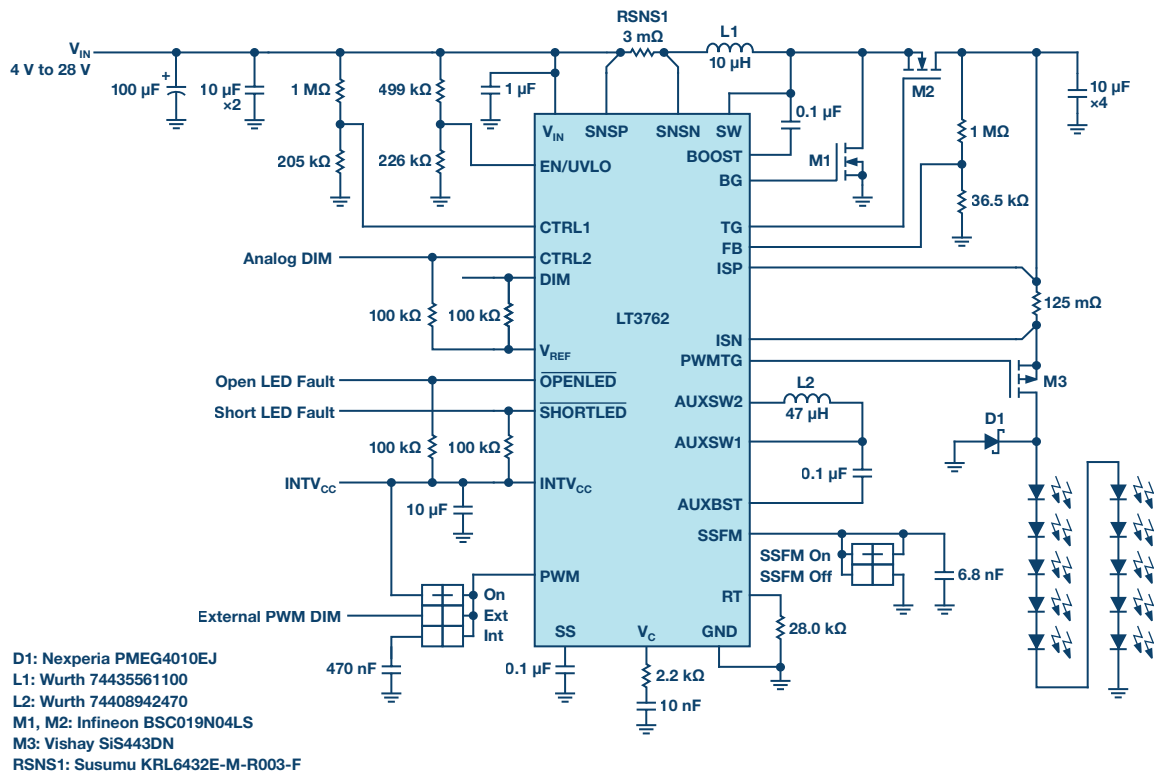 RSNS1
3 mΩ
L1
10 µH
VIN
4 V to 28 V
100 µF
+
10 µF
×2
1 MΩ
499 kΩ
1 µF
M2
10 µF
×4
0.1 µF
VIN
SNSP
SNSN
SW
205 kΩ
226 kΩ
EN/UVLO
BOOST
BG
M1
1 MΩ
36.5 kΩ
CTRL1
TG
FB
Analog DIM
CTRL2
ISP
DIM
100 kΩ
100 kΩ
LT3762
125 mΩ
VREF
ISN
PWMTG
M3
Open LED Fault
OPENLED
L2
47 µH
Short LED Fault
SHORTLED
AUXSW2
D1
100 kΩ
100 kΩ
AUXSW1
0.1 µF
INTVCC
INTVCC
10 µF
AUXBST
SSFM
SSFM On
SSFM Off
6.8 nF
PWM
On
External PWM DIM
Ext
Int
RT
28.0 kΩ
SS
VC
GND
470 nF
0.1 µF
2.2 kΩ
10 nF
D1: Nexperia PMEG4010EJ
L1: Wurth 74435561100
L2: Wurth 74408942470
M1, M2: Infineon BSC019N04LS
M3: Vishay SiS443DN
RSNS1: Susumu KRL6432E-M-R003-F